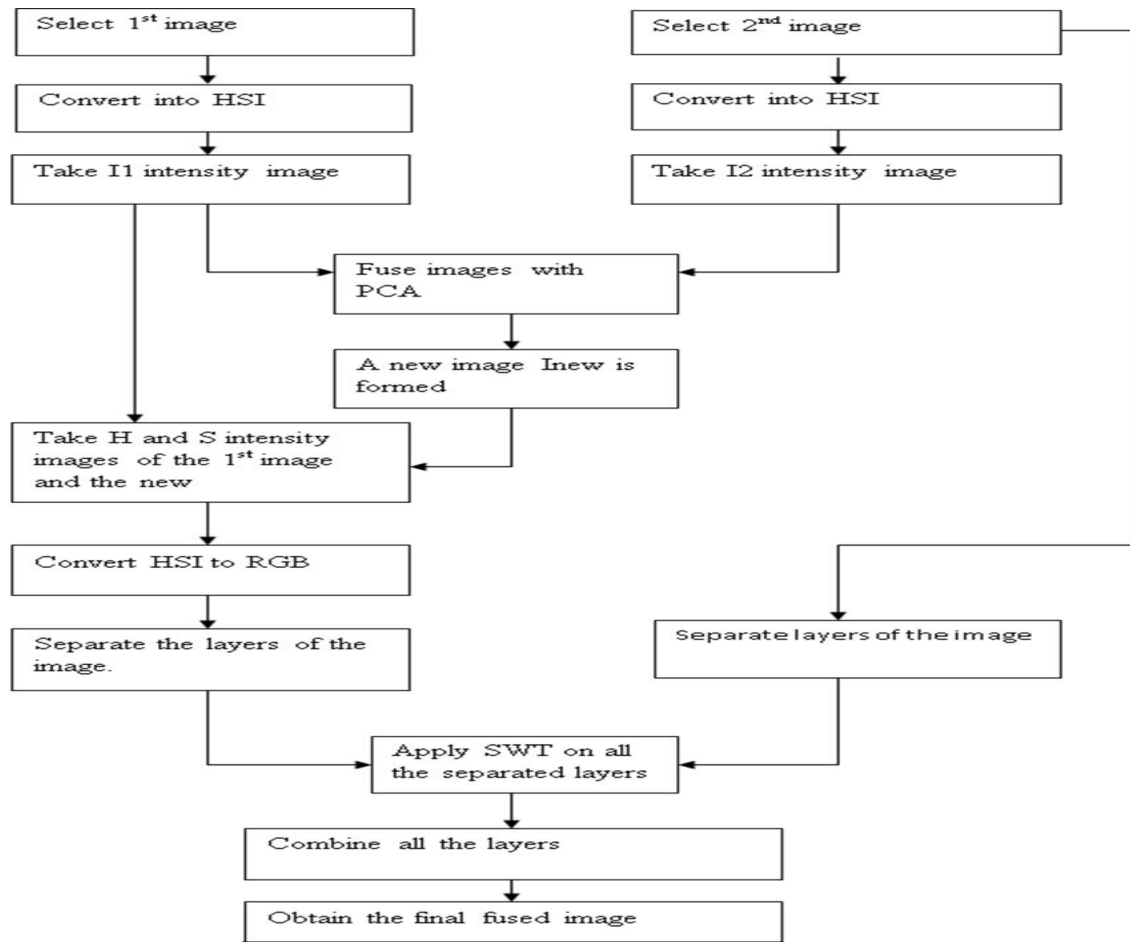 Select 1st image
Select 2nd image
Convert into HSI
Convert into HSI
Take I1 intensity image
Take I2 intensity image
Fuse images with
PCA
A new image Inew is
formed
Take H and S intensity
images of the 1st image
and the new
Convert HSI to RGB
Separate the layers of the
image.
Separate layers of the image
Apply SWT on all
the separated layers
Combine all the layers
Obtain the final fused image